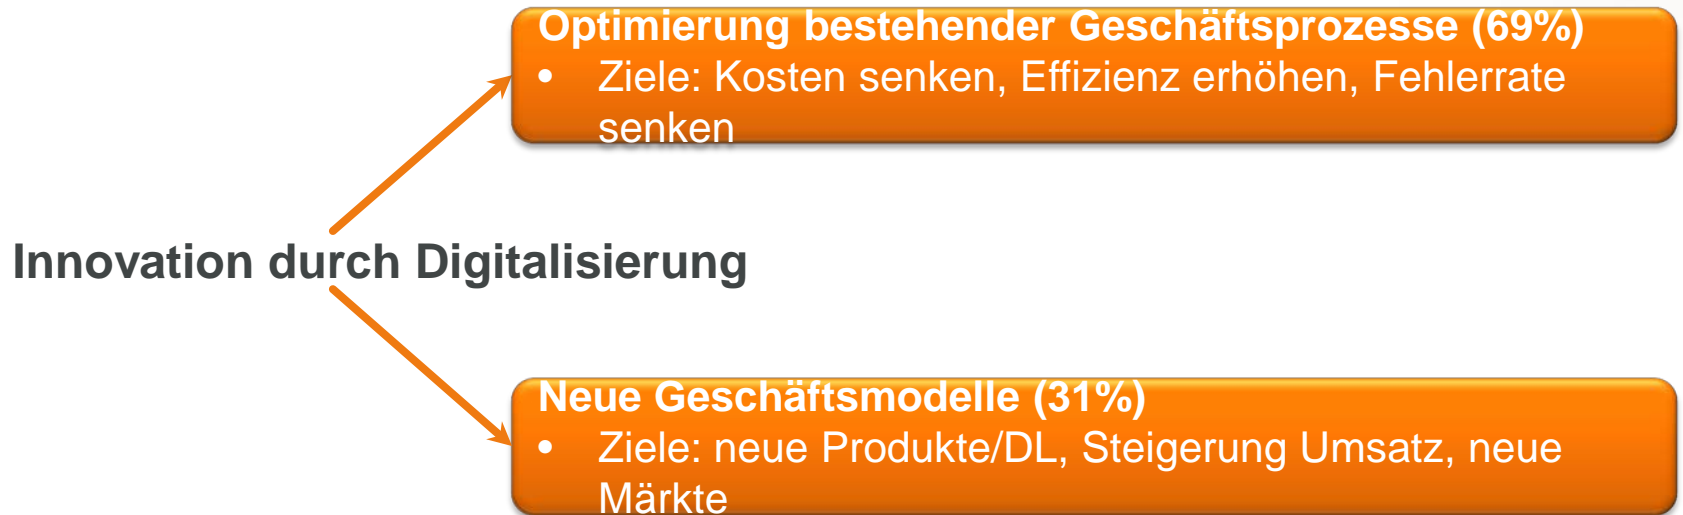 Optimierung bestehender Geschäftsprozesse (69%)
• Ziele: Kosten senken, Effizienz erhöhen, Fehlerrate
senken
Innovation durch Digitalisierung
Neue Geschäftsmodelle (31%)
• Ziele: neue Produkte/DL, Steigerung Umsatz, neue
Märkte